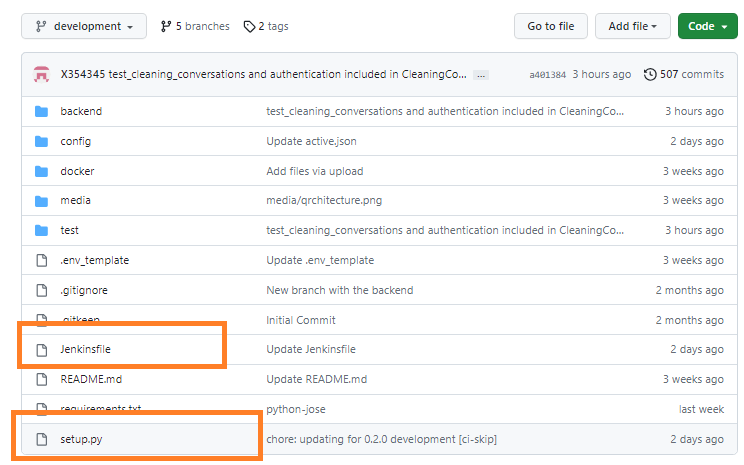 development 5 branches 2 tags Go to file Add file Code
X354345 test_cleaning_conversations and authentication included in CleaningCo... ... a401384 3 hours ago 507 commits
backend test_cleaning_conversations and authentication included in CleaningCo... 3 hours ago
config Update active.json 2 days ago
docker Add files via upload 3 weeks ago
media media/qrchitecture.png 3 weeks ago
test test_cleaning_conversations and authentication included in CleaningCo... 3 hours ago
.env_template Update .env_template 3 weeks ago
.gitignore New branch with the backend 2 months ago
.gitkeep Initial Commit 2 months ago
Jenkinsfile Update Jenkinsfile 2 days ago
README.md Update README.md 3 weeks ago
requirements.txt python-jose last week
setup.py chore: updating for 0.2.0 development [ci-skip] 2 days ago